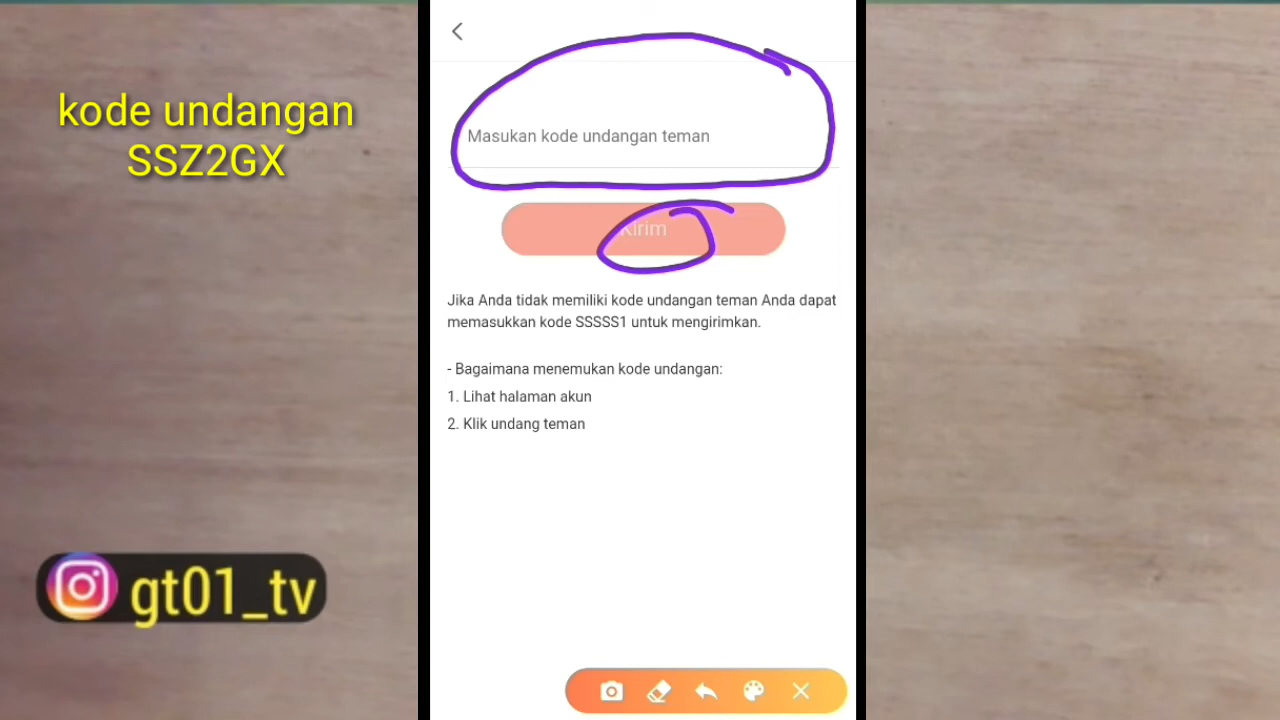 kode undangan
SSZ2GX
Masukan kode undangan teman
Kirim
Jika Anda tidak memiliki kode undangan teman Anda dapat
memasukkan kode SSSSS1 untuk mengirimkan.
- Bagaimana menemukan kode undangan:
1. Lihat halaman akun
2. Klik undang teman
gt01_tv